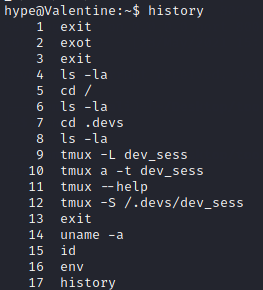 hype@Valentine:~$ history
1 exit
2 exot
3 exit
4 ls -la
5 cd /
6 ls -la
7 cd .devs
8 ls -la
9 tmux -L dev_sess
10 tmux a -t dev_sess
11 tmux --help
12 tmux -S /.devs/dev_sess
13 exit
14 uname -a
15 id
16 env
17 history